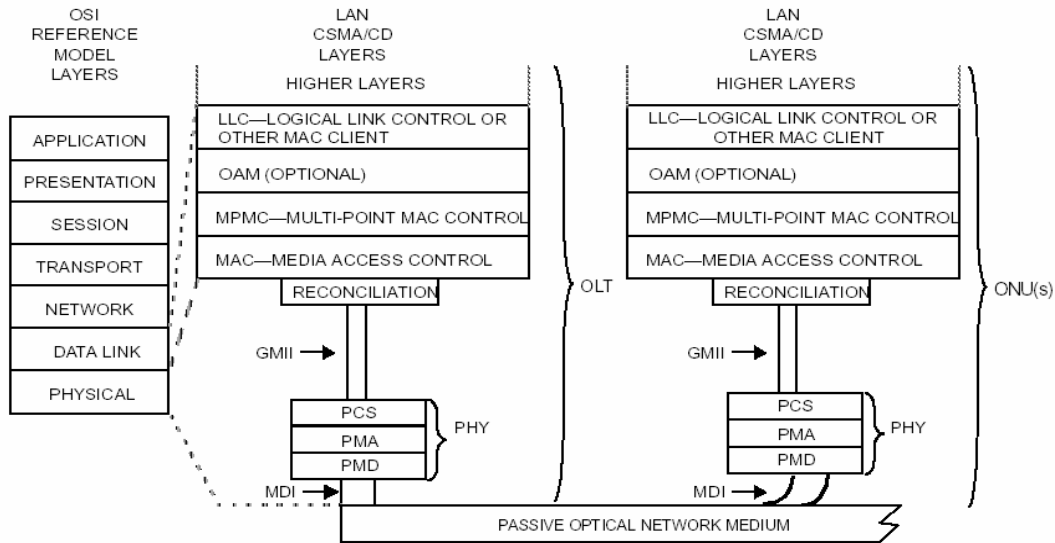 OSI
REFERENCE
MODEL
LAYERS
APPLICATION
PRESENTATION
SESSION
TRANSPORT
NETWORK
DATA LINK
PHYSICAL
LAN
CSMA/CD
LAYERS
HIGHER LAYERS
LLC—LOGICAL LINK CONTROL OR
OTHER MAC CLIENT
OAM (OPTIONAL)
MPMC—MULTI-POINT MAC CONTROL
MAC—MEDIA ACCESS CONTROL
RECONCILIATION
GMII
PCS
PMA
PMD
PHY
MDI
OLT
LAN
CSMA/CD
LAYERS
HIGHER LAYERS
LLC—LOGICAL LINK CONTROL OR
OTHER MAC CLIENT
OAM (OPTIONAL)
MPMC—MULTI-POINT MAC CONTROL
MAC—MEDIA ACCESS CONTROL
RECONCILIATION
GMII
PCS
PMA
PMD
PHY
MDI
ONU(s)
PASSIVE OPTICAL NETWORK MEDIUM